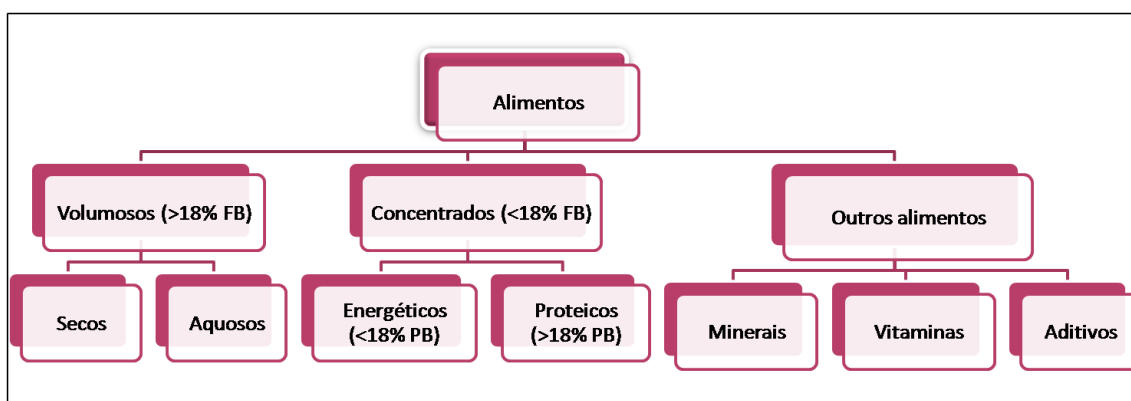 Alimentos
Volumosos (>18% FB)
Concentrados (<18% FB)
Outros alimentos
Secos
Aquosos
Energéticos
(<18% PB)
Proteicos
(>18% PB)
Minerais
Vitaminas
Aditivos